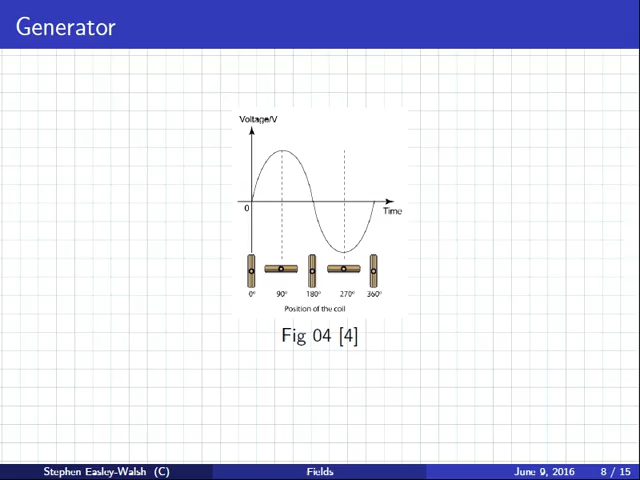 Generator
Voltage/V
0
Time
0° 90° 180° 270° 360°
Position of the coil
Fig 04 [4]
Stephen Easley-Walsh (C) Fields June 9, 2016 8 / 15